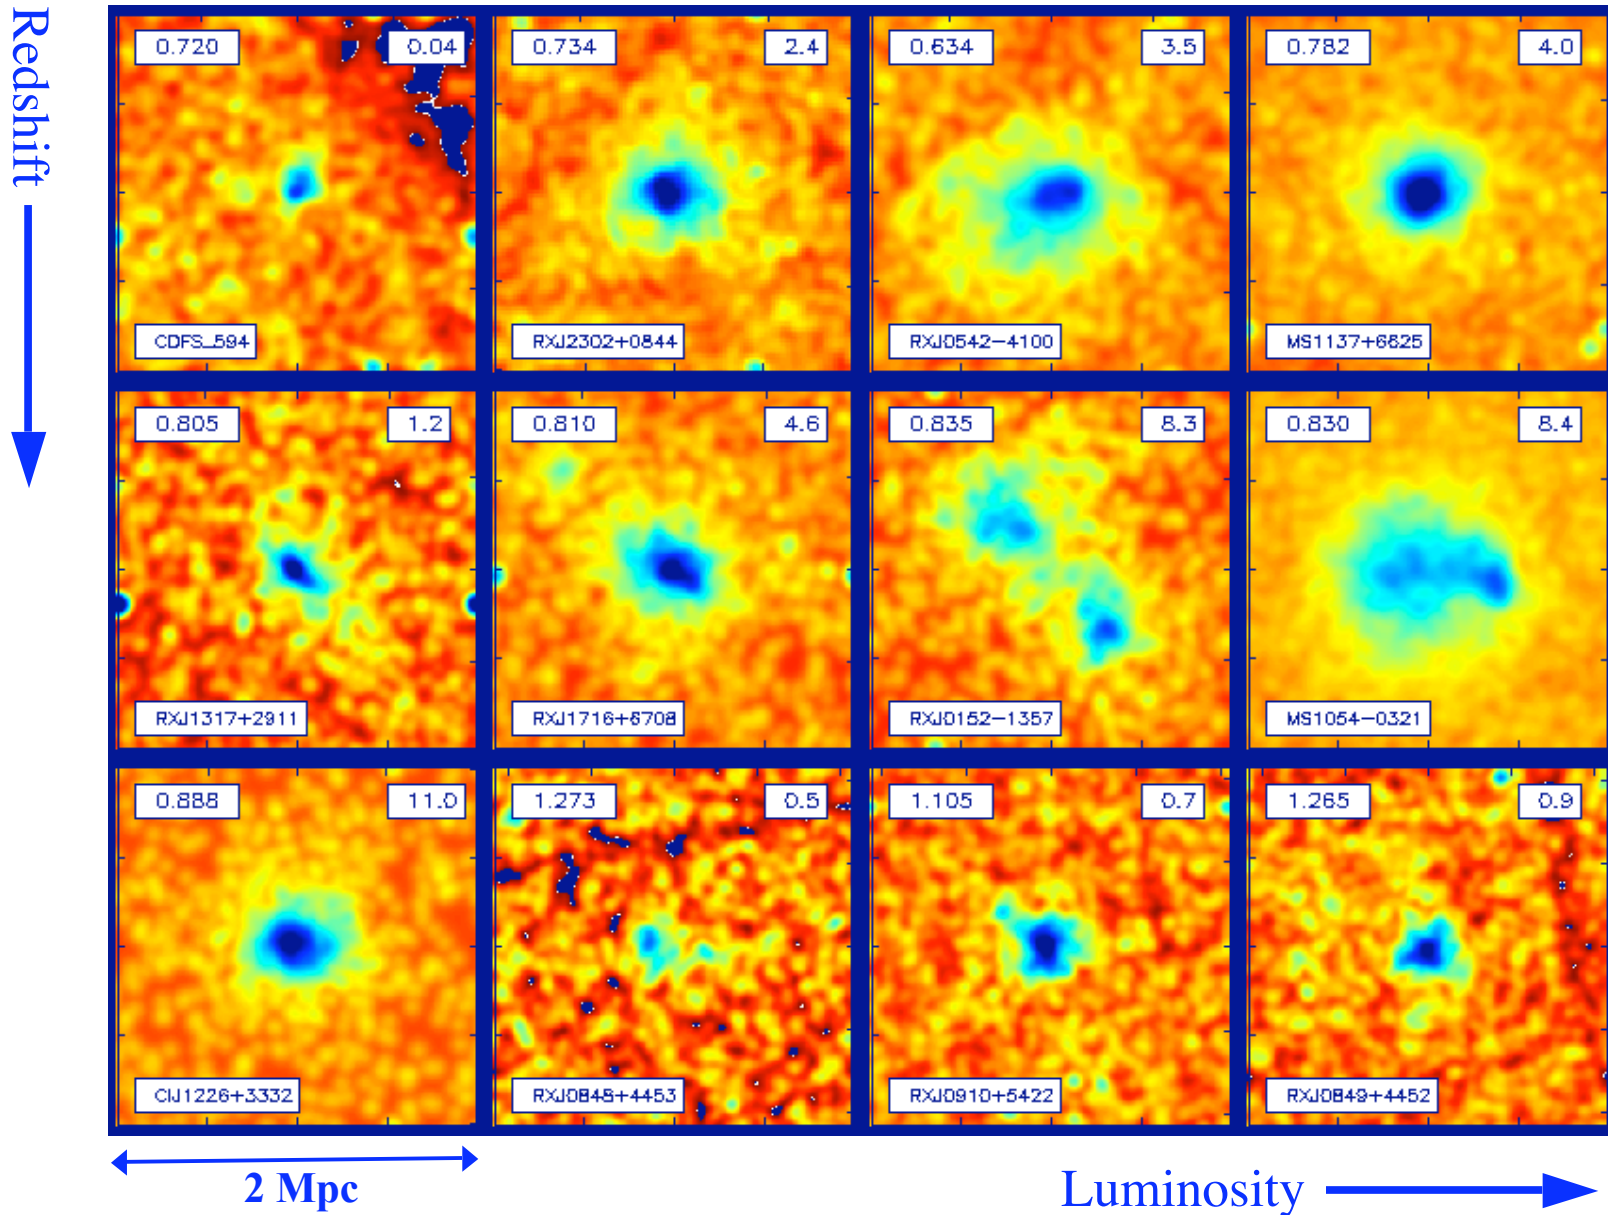 Redshift
0.720 0.04
CDFS_594
0.734 2.4
RXJ2302+0844
0.634 3.5
RXJ0542-4100
0.782 4.0
MS1137+6625
0.805 1.2
RXJ1317+2911
0.810 4.6
RXJ1716+6708
0.835 8.3
RXJ0152-1357
0.830 8.4
MS1054-0321
0.888 11.0
ClJ1226+3332
1.273 0.5
RXJ0848+4453
1.105 0.7
RXJ0910+5422
1.265 0.9
RXJ0849+4452
2 Mpc
Luminosity